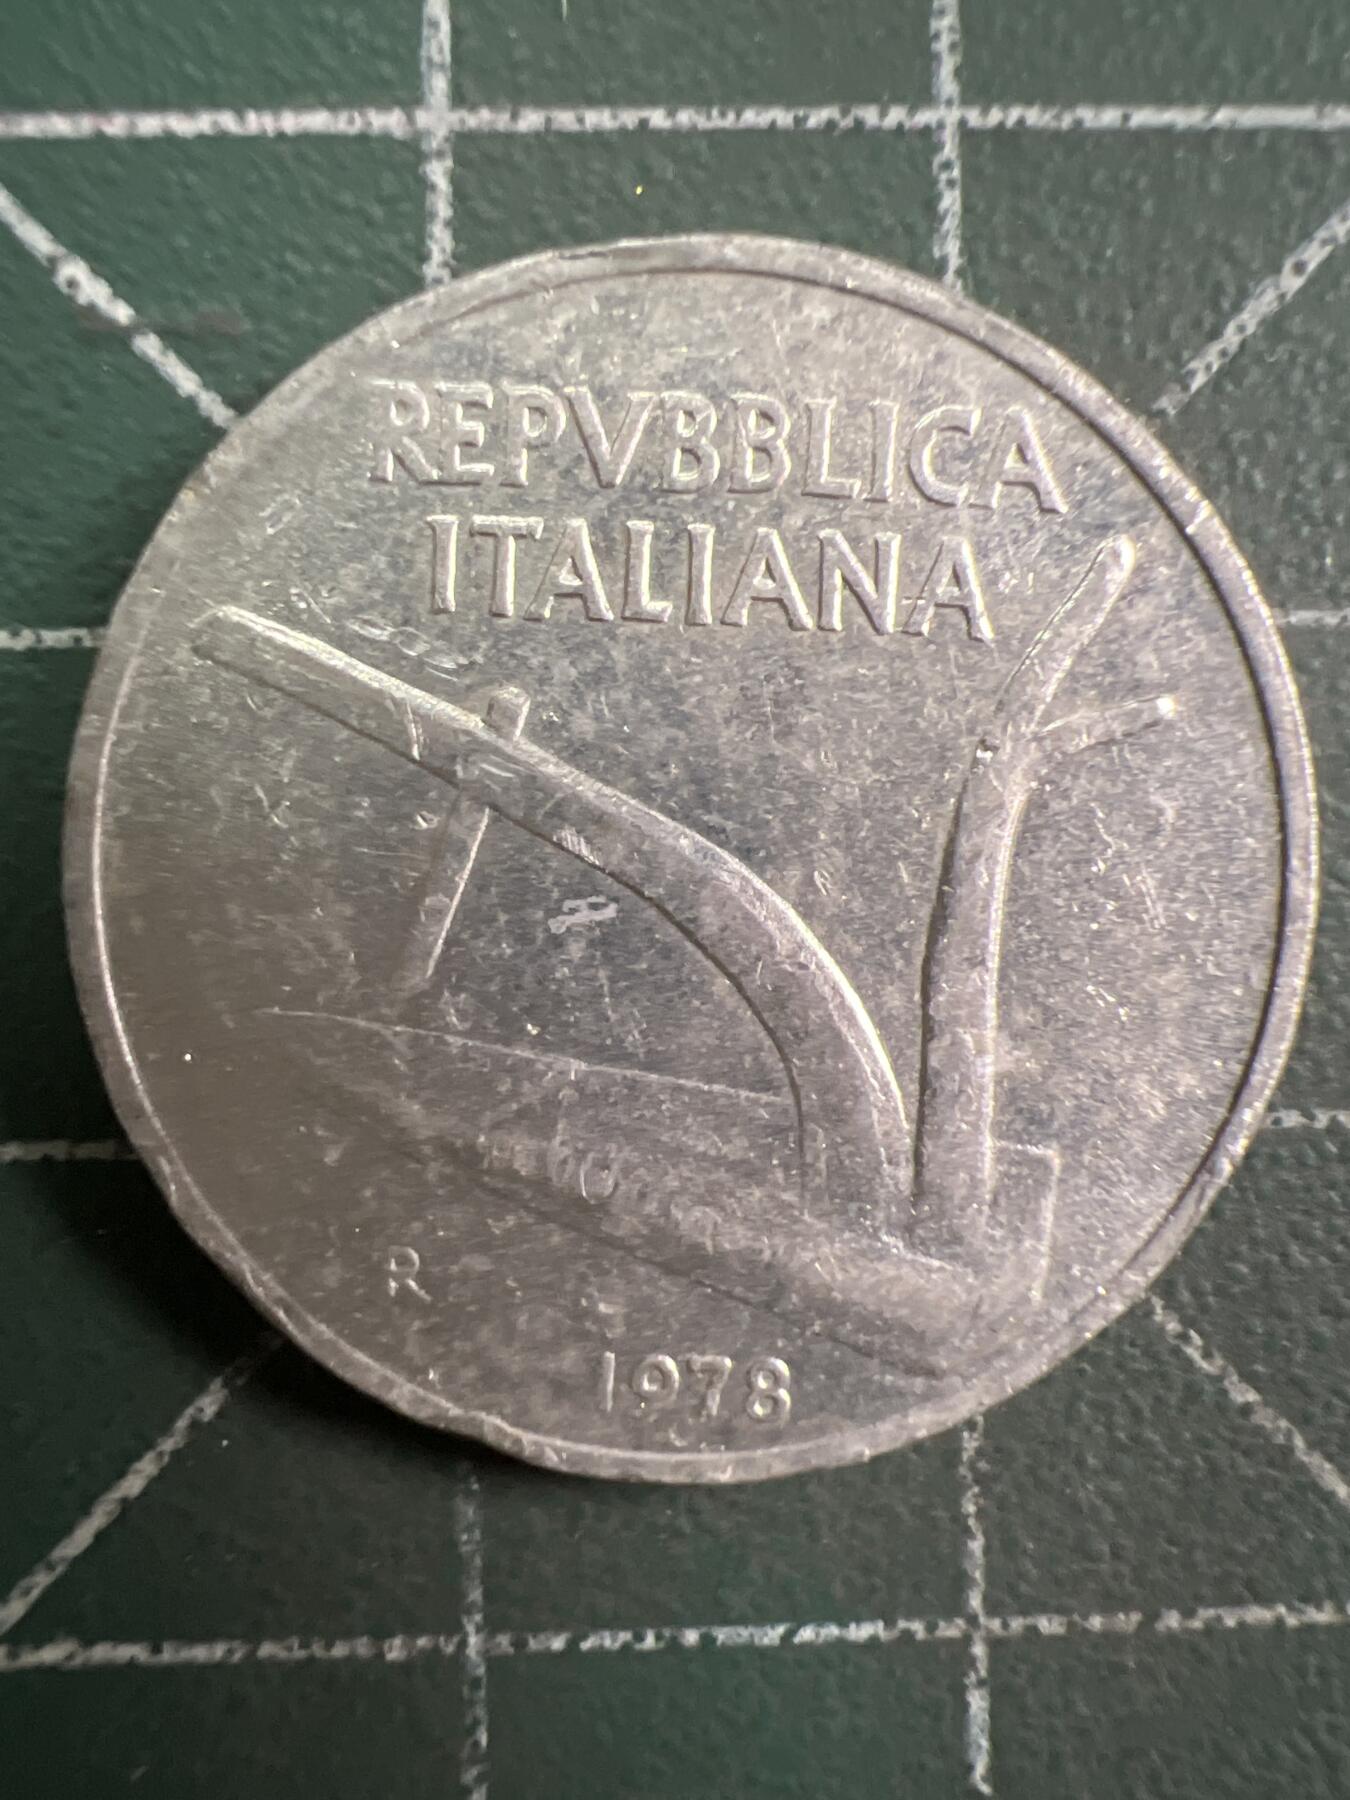 REPVBBLICA
ITALIANA
R
1978